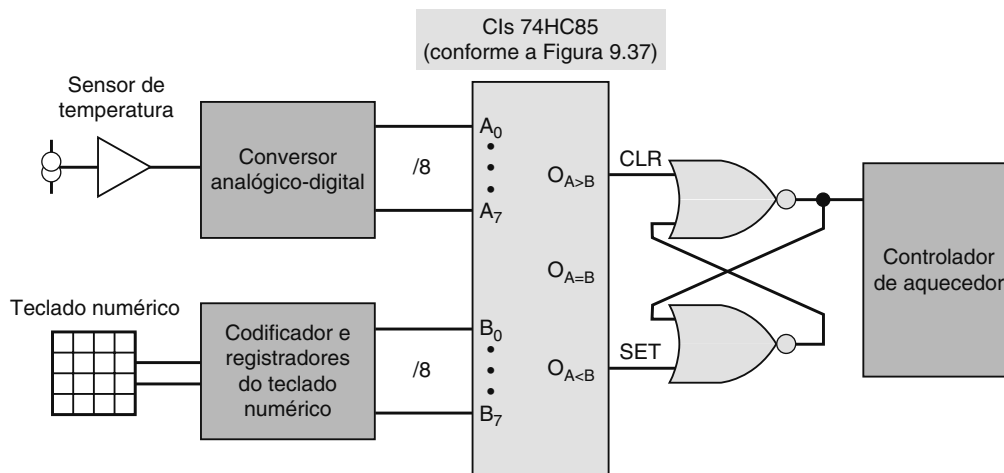 CIs 74HC85
(conforme a Figura 9.37)
Sensor de
temperatura
Conversor
analógico-digital
/8
A0
A7
OA>B
OA=B
OA<B
CLR
SET
Controlador
de aquecedor
Teclado numérico
Codificador e
registradores
do teclado
numérico
/8
B0
B7